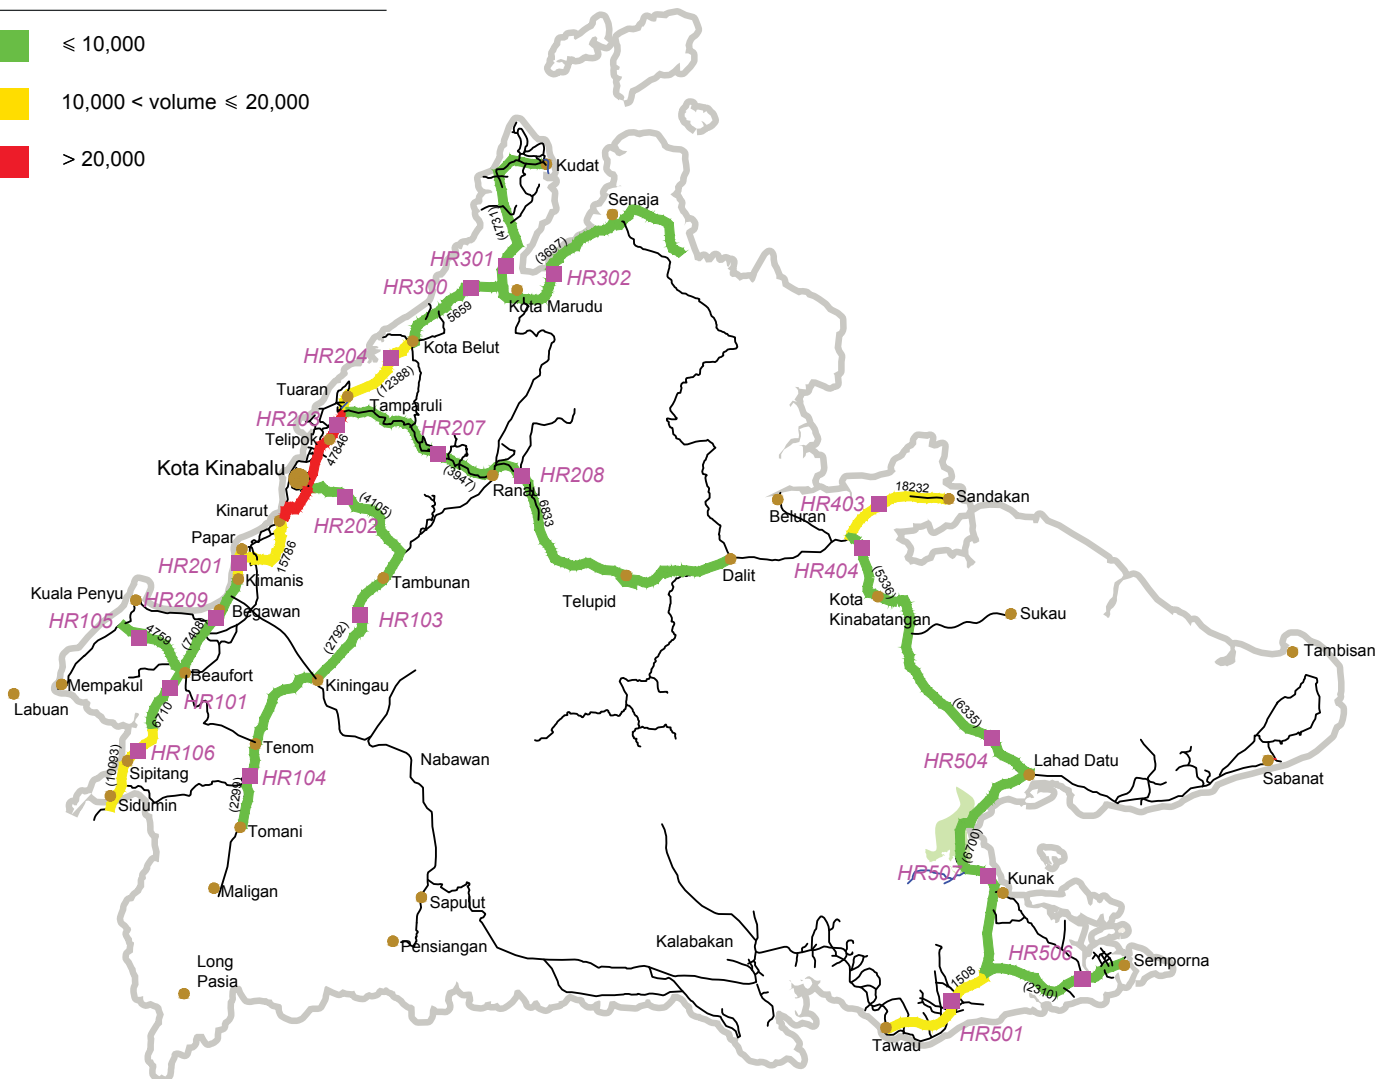 ≤ 10,000
10,000 < volume ≤ 20,000
> 20,000
Kudat
Senaja
(4731)
(3697)
HR301
HR302
HR300
Kota Marudu
5659
HR204
Kota Belut
(12388)
Tuaran
Tamparuli
HR203
HR207
Telipok
47846
Kota Kinabalu
(3947)
HR208
Ranau
(4105)
6833
HR202
HR403
18232
Sandakan
Beluran
Kinarut
Papar
15786
HR201
Kimanis
Tambunan
HR404
(5336)
Dalit
Telupid
Kota
Kinabatangan
Sukau
Kuala Penyu
HR209
Begawan
HR105
4759
(7408)
HR103
(2792)
Tambisan
Beaufort
Mempakul
Kiningau
Labuan
HR101
6710
(6335)
HR106
(10093)
Sipitang
Tenom
Nabawan
HR504
Lahad Datu
HR104
Sabanat
Sidumin
(2299)
Tomani
(6700)
HR507
Kunak
Maligan
Sapulut
Pensiangan
Kalabakan
HR506
Semporna
Long
Pasia
1508
(2310)
HR501
Tawau